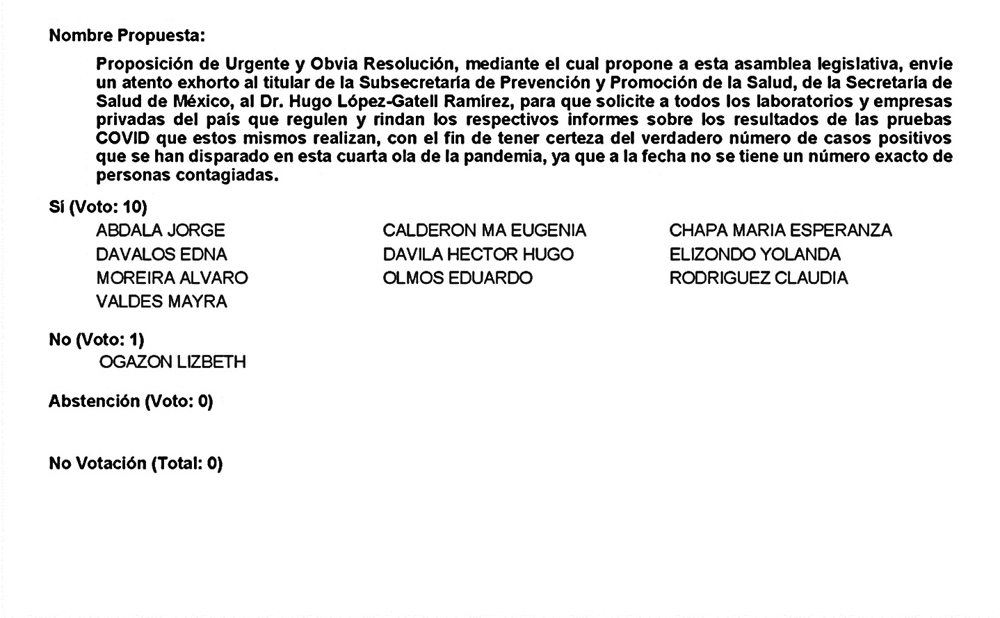 Nombre Propuesta:
Proposición de Urgente y Obvia Resolución, mediante el cual propone a esta asamblea legislativa, envíe
un atento exhorto al titular de la Subsecretaría de Prevención y Promoción de la Salud, de la Secretaría de
Salud de México, al Dr. Hugo López-Gatell Ramírez, para que solicite a todos los laboratorios y empresas
privadas del país que regulen y rindan los respectivos informes sobre los resultados de las pruebas
COVID que estos mismos realizan, con el fin de tener certeza del verdadero número de casos positivos
que se han disparado en esta cuarta ola de la pandemia, ya que a la fecha no se tiene un número exacto de
personas contagiadas.
Sí (Voto: 10)
ABDALA JORGE CALDERON MA EUGENIA CHAPA MARIA ESPERANZA
DAVALOS EDNA DAVILA HECTOR HUGO ELIZONDO YOLANDA
MOREIRA ALVARO OLMOS EDUARDO RODRIGUEZ CLAUDIA
VALDES MAYRA
No (Voto: 1)
OGAZON LIZBETH
Abstención (Voto: 0)
No Votación (Total: 0)